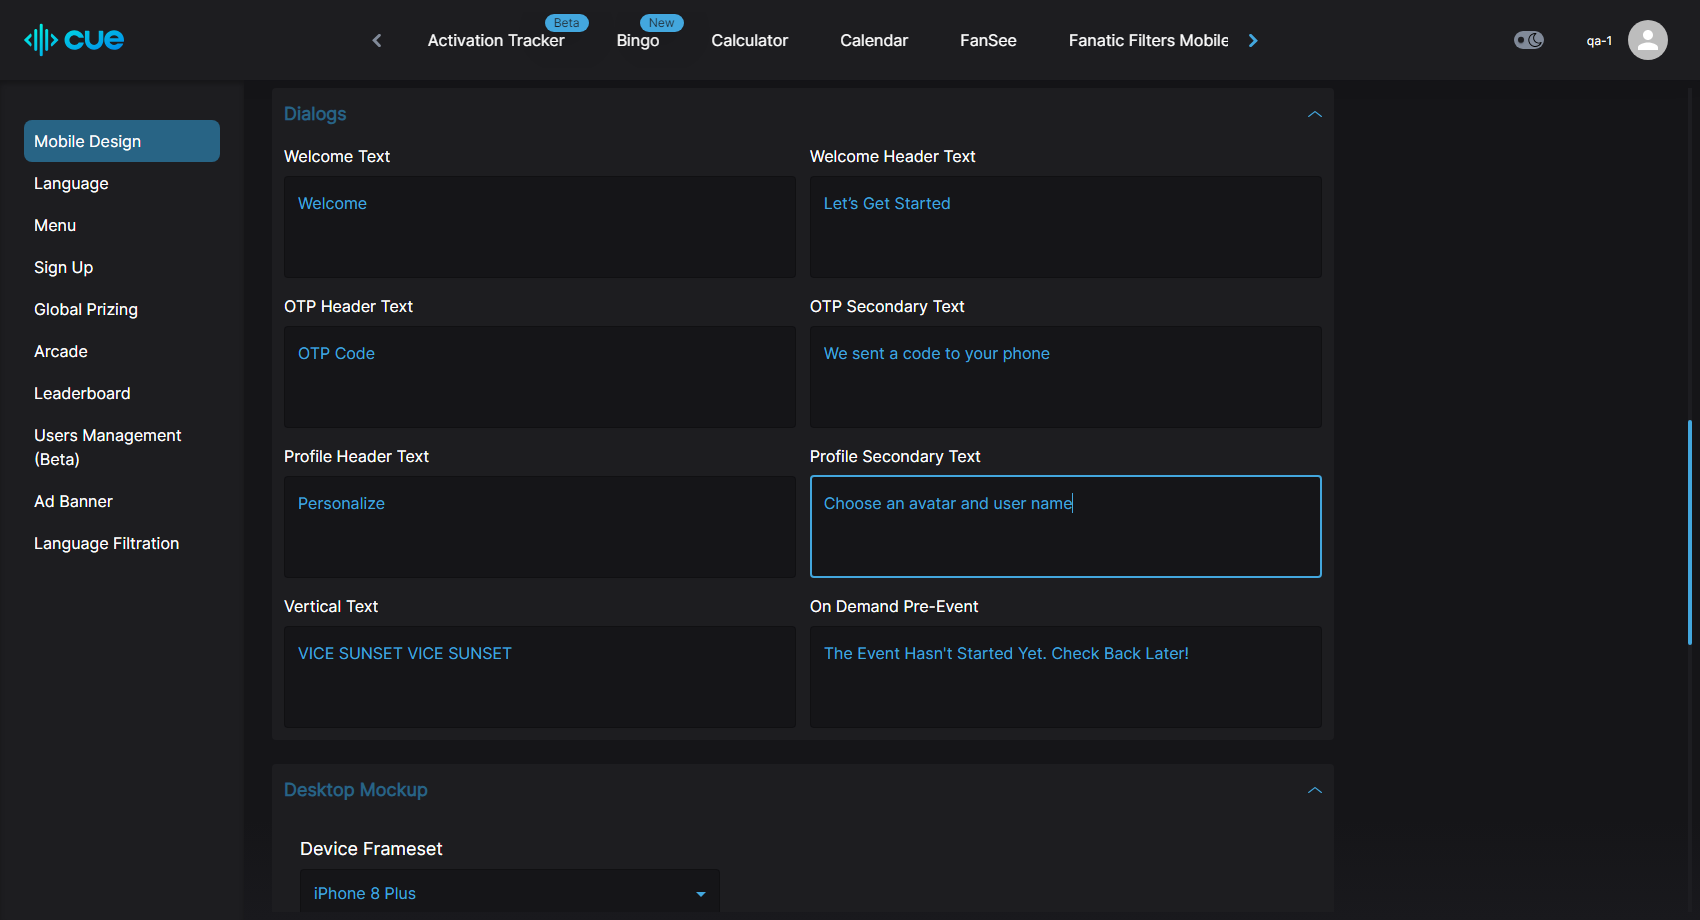 cue
Activation Tracker
Beta
Bingo
New
Calculator
Calendar
FanSee
Fanatic Filters Mobile
qa-1
Mobile Design
Language
Menu
Sign Up
Global Prizing
Arcade
Leaderboard
Users Management
(Beta)
Ad Banner
Language Filtration
Dialogs
Welcome Text
Welcome
Welcome Header Text
Let’s Get Started
OTP Header Text
OTP Code
OTP Secondary Text
We sent a code to your phone
Profile Header Text
Personalize
Profile Secondary Text
Choose an avatar and user name
Vertical Text
VICE SUNSET VICE SUNSET
On Demand Pre-Event
The Event Hasn't Started Yet. Check Back Later!
Desktop Mockup
Device Frameset
iPhone 8 Plus